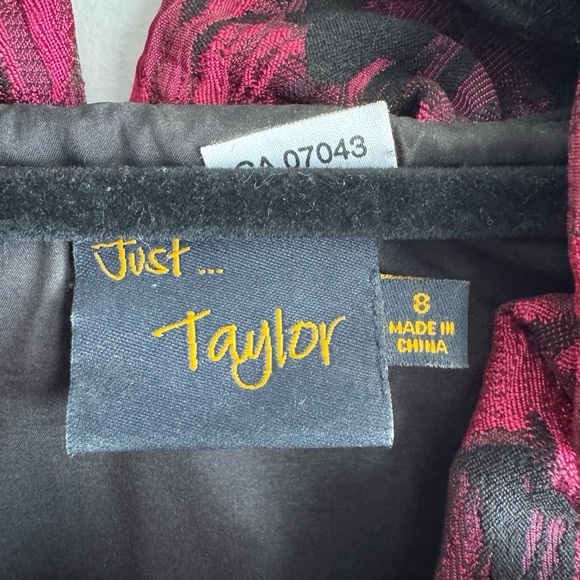 CA 07043
Just...
Taylor
8
MADE IN
CHINA